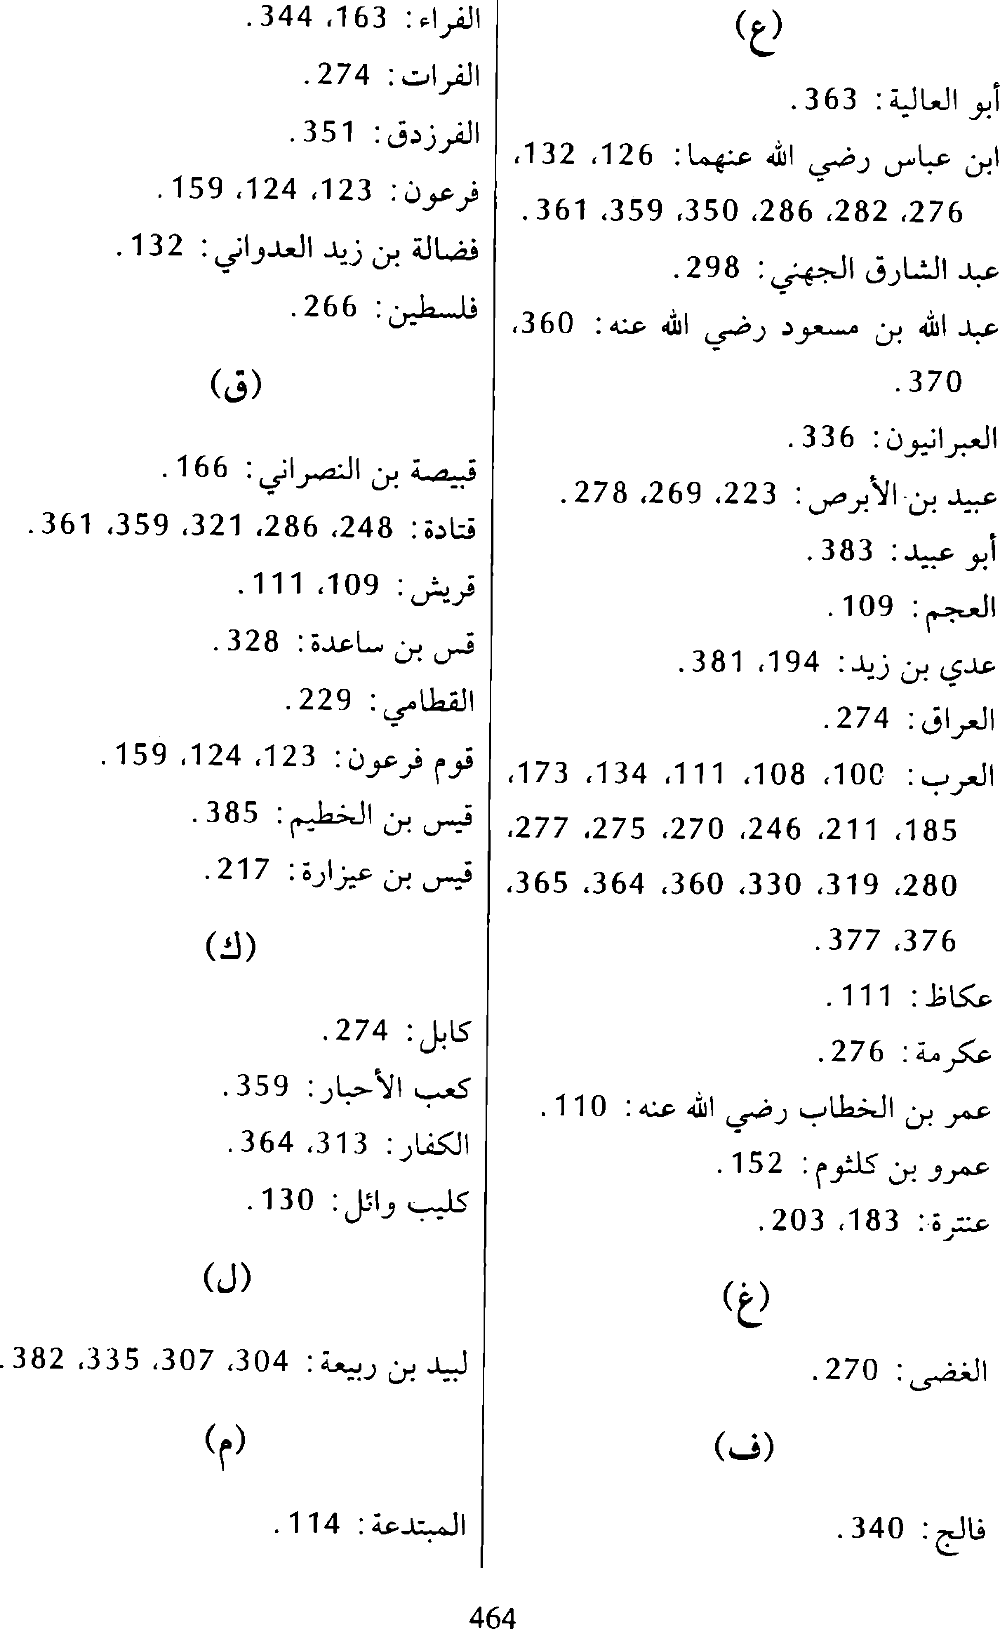 (ع)
أبو العالية: 363.
ابن عباس رضي الله عنهما: 126، 132،
276، 282، 286، 350، 359، 361.
عبد الشارق الجهني: 298.
عبد الله بن مسعود رضي الله عنه: 360،
370.
العبرانيون: 336.
عبيد بن الأبرص: 223، 269، 278.
أبو عبيد: 383.
العجم: 109.
عدي بن زيد: 194، 381.
العراق: 274.
العرب: 100، 108، 111، 134، 173،
185، 211، 246، 270، 275، 277،
280، 319، 330، 360، 364، 365،
376، 377.
عكاظ: 111.
عكرمة: 276.
عمر بن الخطاب رضي الله عنه: 110.
عمرو بن كلثوم: 152.
عنترة: 183، 203.
(غ)
الغضى: 270.
(ف)
فالج: 340.
الفراء: 163، 344.
الفرات: 274.
الفرزدق: 351.
فرعون: 123، 124، 159.
فضالة بن زيد العدواني: 132.
فلسطين: 266.
(ق)
قبيصة بن النصراني: 166.
قتادة: 248، 286، 321، 359، 361.
قريش: 109، 111.
قس بن ساعدة: 328.
القطامي: 229.
قوم فرعون: 123، 124، 159.
قيس بن الخطيم: 385.
قيس بن عيزارة: 217.
(ك)
كابل: 274.
كعب الأحبار: 359.
الكفار: 313، 364.
كليب وائل: 130.
(ل)
لبيد بن ربيعة: 304، 307، 335، 382.
(م)
المبتدعة: 114.
464